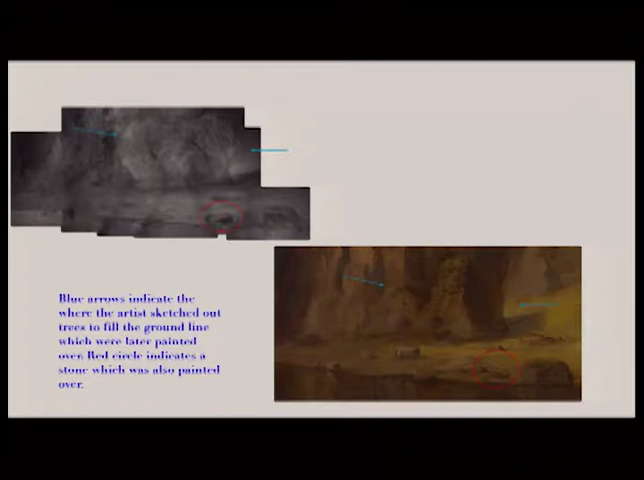 Blue arrows indicate the
where the artist sketched out
trees to fill the ground line
which were later painted
over. Red circle indicates a
stone which was also painted
over.